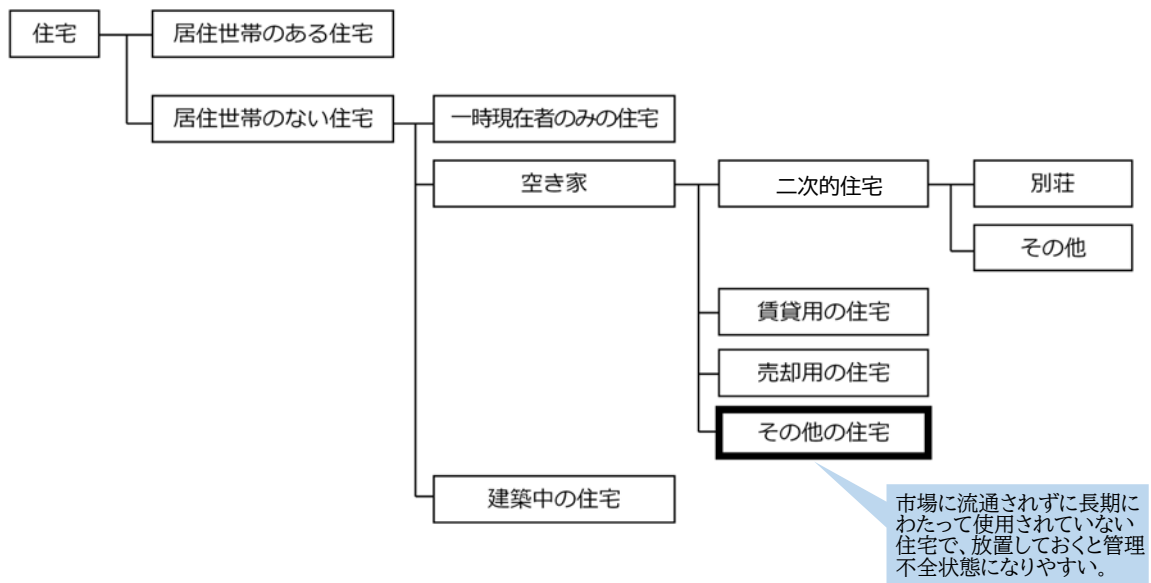 住宅
居住世帯のある住宅
居住世帯のない住宅
一時現在者のみの住宅
空き家
二次的住宅
別荘
その他
賃貸用の住宅
売却用の住宅
その他の住宅
建築中の住宅
市場に流通されずに長期に
わたって使用されていない
住宅で、放置しておくと管理
不全状態になりやすい。